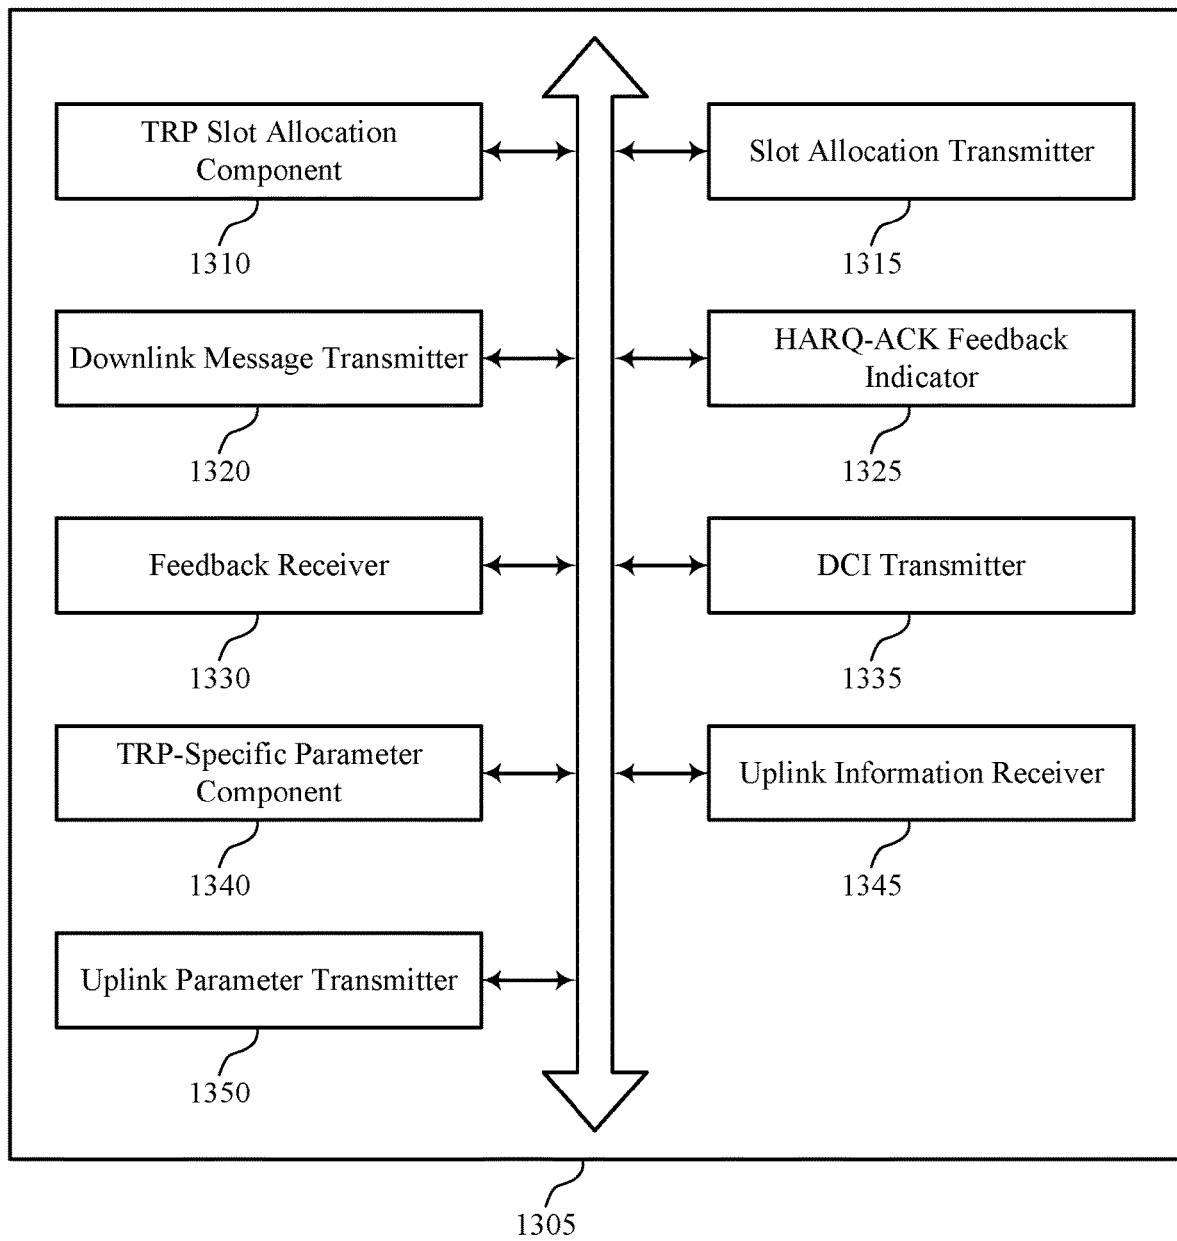 TRP Slot Allocation
Component
1310
Slot Allocation Transmitter
1315
Downlink Message Transmitter
1320
HARQ-ACK Feedback
Indicator
1325
Feedback Receiver
1330
DCI Transmitter
1335
TRP-Specific Parameter
Component
1340
Uplink Information Receiver
1345
Uplink Parameter Transmitter
1350
1305